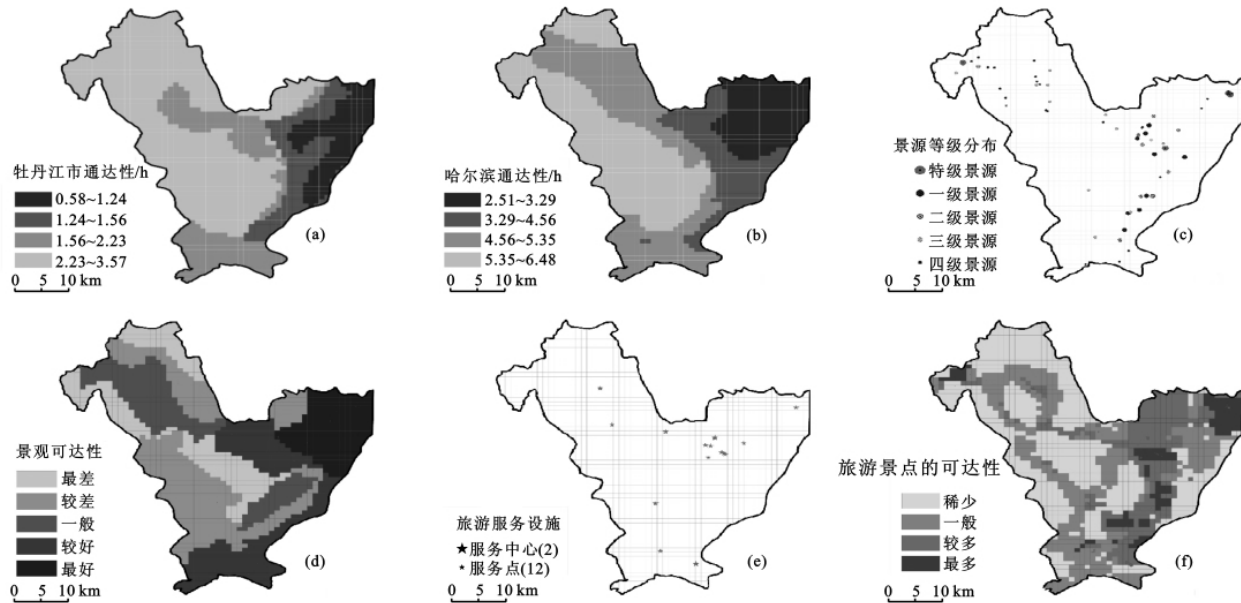 牡丹江市通达性/h
0.58~1.24
1.24~1.56
1.56~2.23
2.23~3.57
0 5 10 km
(a)
哈尔滨通达性/h
2.51~3.29
3.29~4.56
4.56~5.35
5.35~6.48
0 5 10 km
(b)
景源等级分布
特级景源
一级景源
二级景源
三级景源
四级景源
0 5 10 km
(c)
景观可达性
最差
较差
一般
较好
最好
0 5 10 km
(d)
旅游服务设施
服务中心(2)
服务点(12)
0 5 10 km
(e)
旅游景点的可达性
稀少
一般
较多
最多
0 5 10 km
(f)